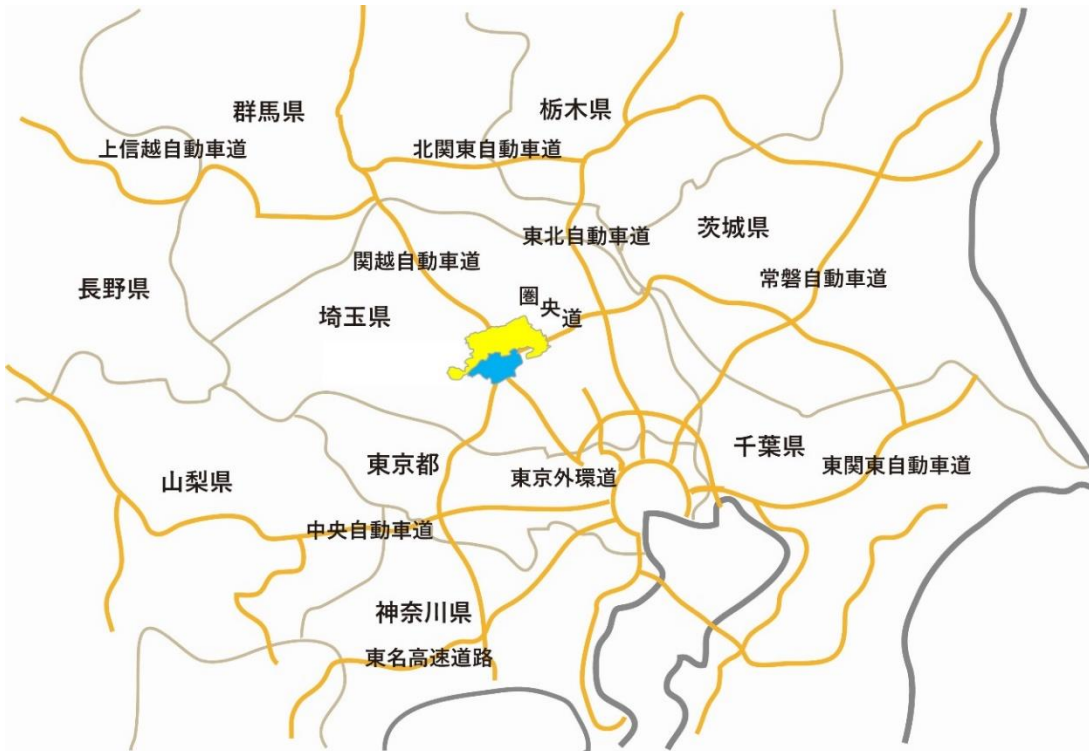 群馬県
栃木県
上信越自動車道
北関東自動車道
茨城県
東北自動車道
関越自動車道
常磐自動車道
長野県
埼玉県
圏央道
千葉県
東京都
東関東自動車道
山梨県
東京外環道
中央自動車道
神奈川県
東名高速道路